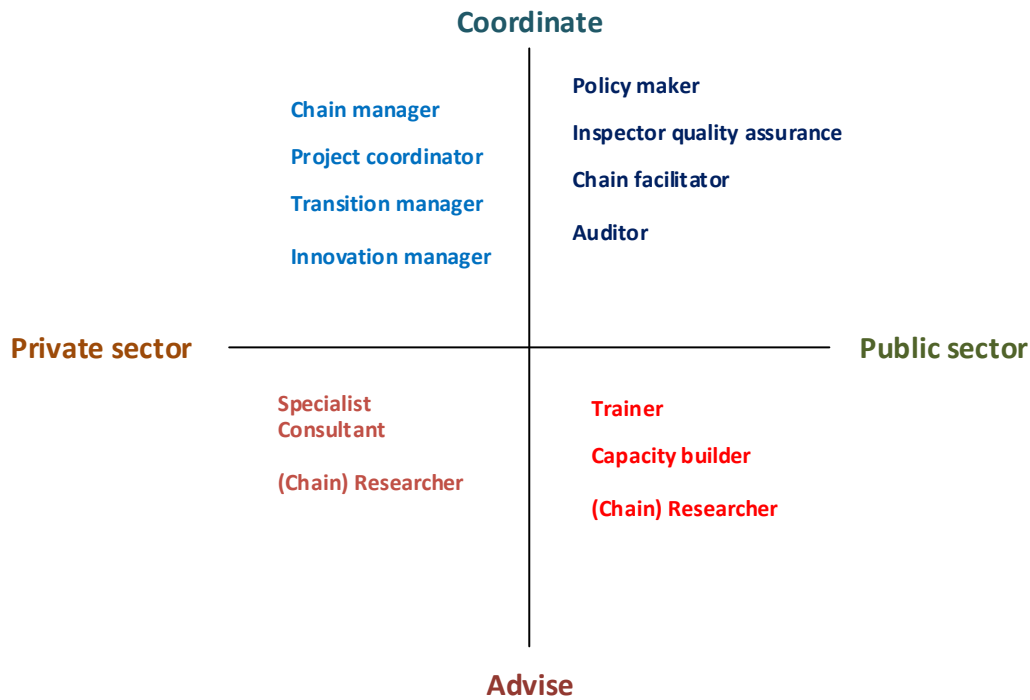 Coordinate
Chain manager
Project coordinator
Transition manager
Innovation manager
Policy maker
Inspector quality assurance
Chain facilitator
Auditor
Private sector
Public sector
Specialist
Consultant
(Chain) Researcher
Trainer
Capacity builder
(Chain) Researcher
Advise